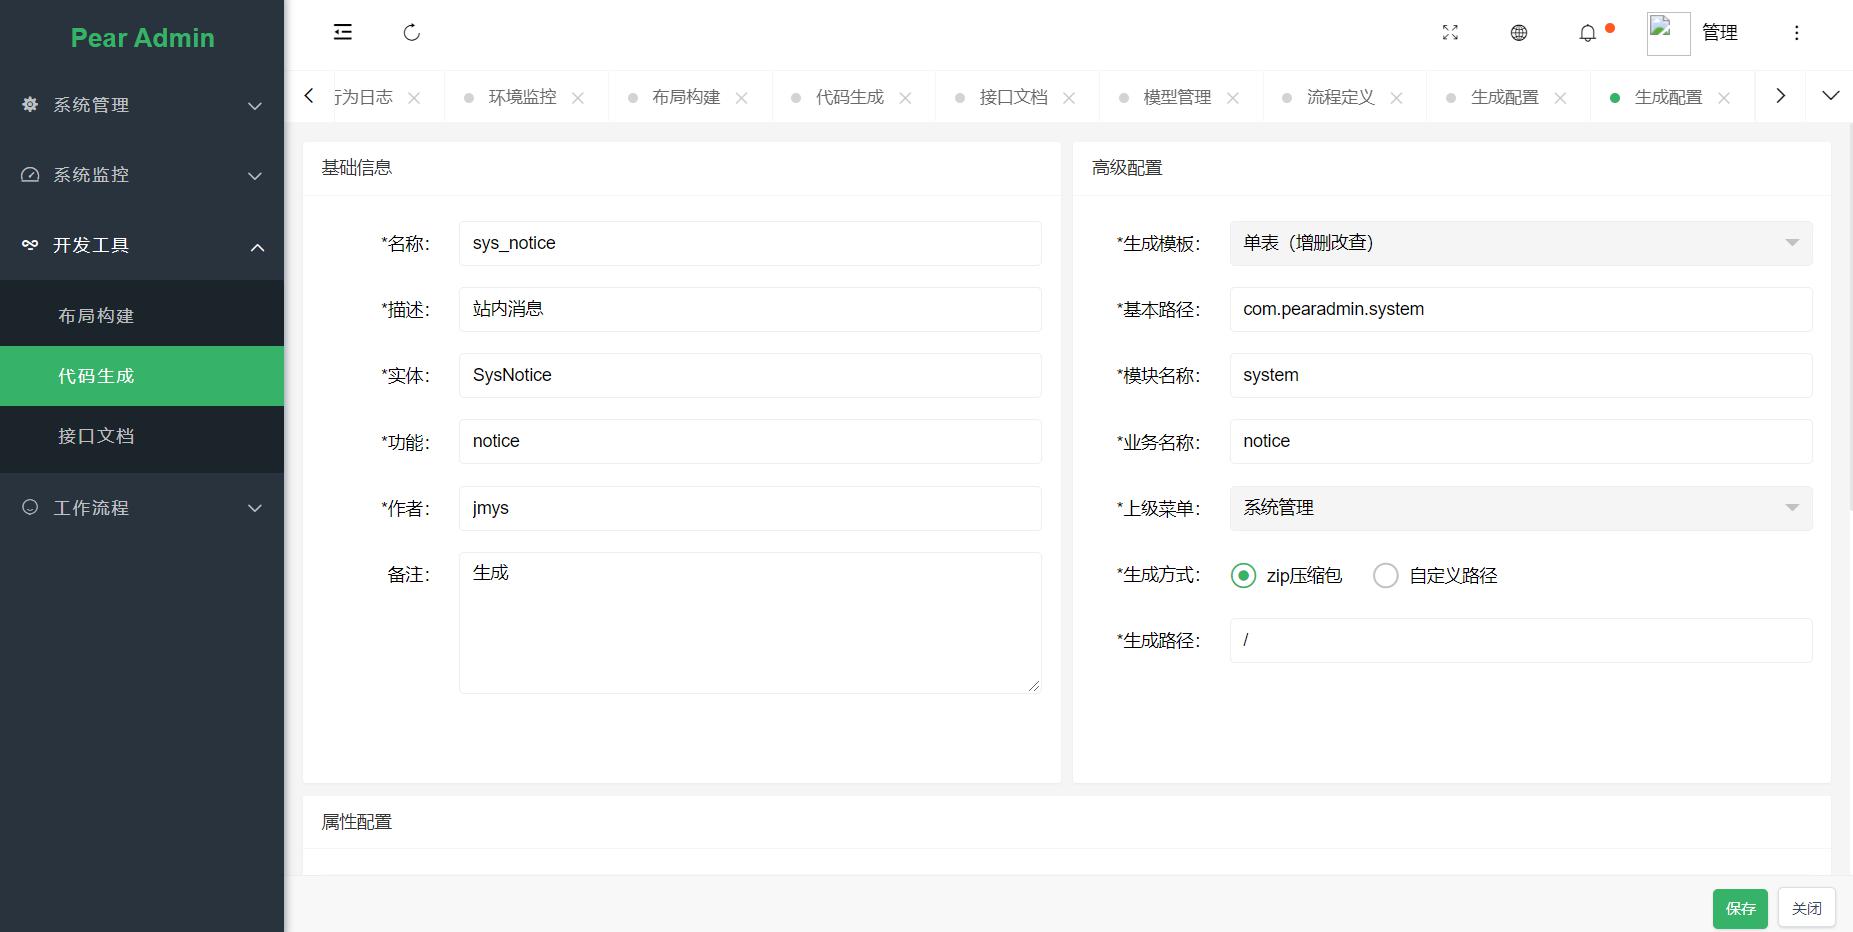 Pear Admin
管理
系统管理
系统监控
开发工具
布局构建
代码生成
接口文档
工作流程
行为日志
环境监控
布局构建
代码生成
接口文档
模型管理
流程定义
生成配置
生成配置
基础信息
*名称： sys_notice
*描述： 站内消息
*实体： SysNotice
*功能： notice
*作者： jmys
备注： 生成
高级配置
*生成模板： 单表（增删改查）
*基本路径： com.pearadmin.system
*模块名称： system
*业务名称： notice
*上级菜单： 系统管理
*生成方式： zip压缩包 自定义路径
*生成路径： /
属性配置
保存 关闭